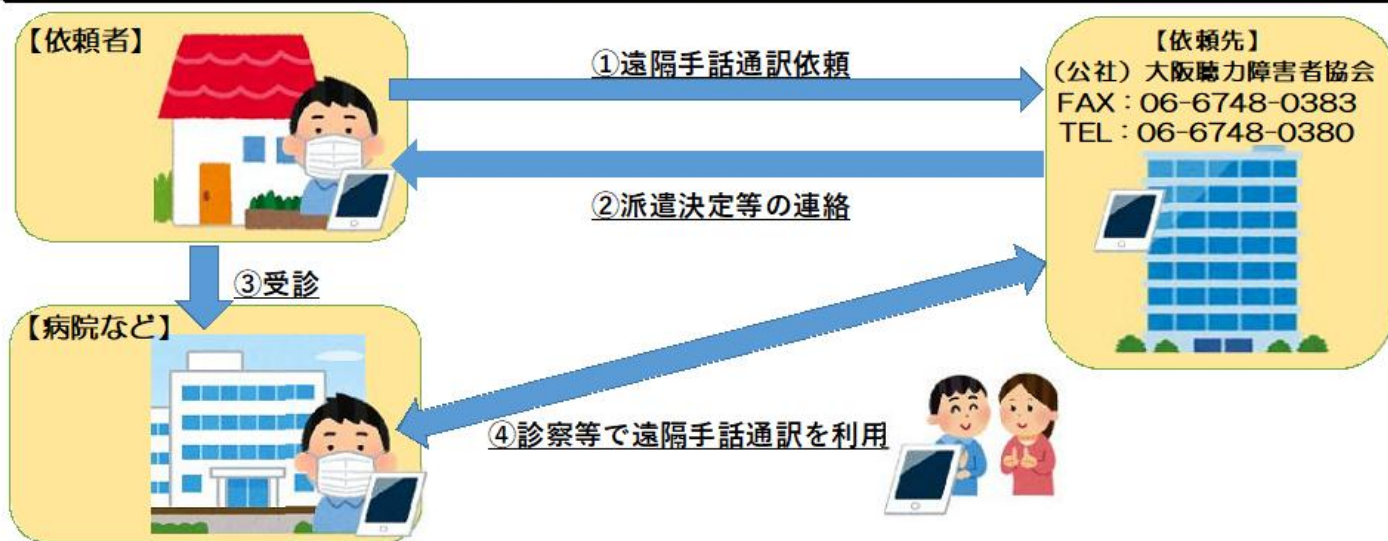 【依頼者】
①遠隔手話通訳依頼
【依頼先】
（公社）大阪聴力障害者協会
FAX：06-6748-0383
TEL：06-6748-0380
②派遣決定等の連絡
③受診
【病院など】
④診察等で遠隔手話通訳を利用